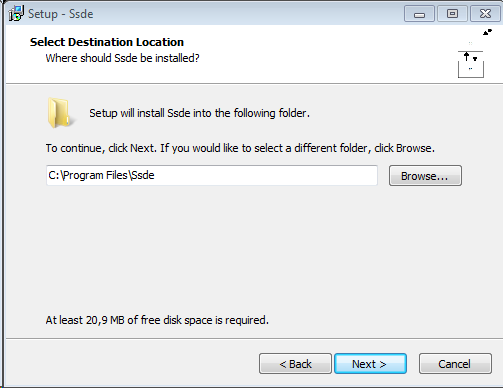 Setup - Ssde
Select Destination Location
Where should Ssde be installed?
Setup will install Ssde into the following folder.
To continue, click Next. If you would like to select a different folder, click Browse.
C:\Program Files\Ssde
Browse...
At least 20,9 MB of free disk space is required.
< Back
Next >
Cancel